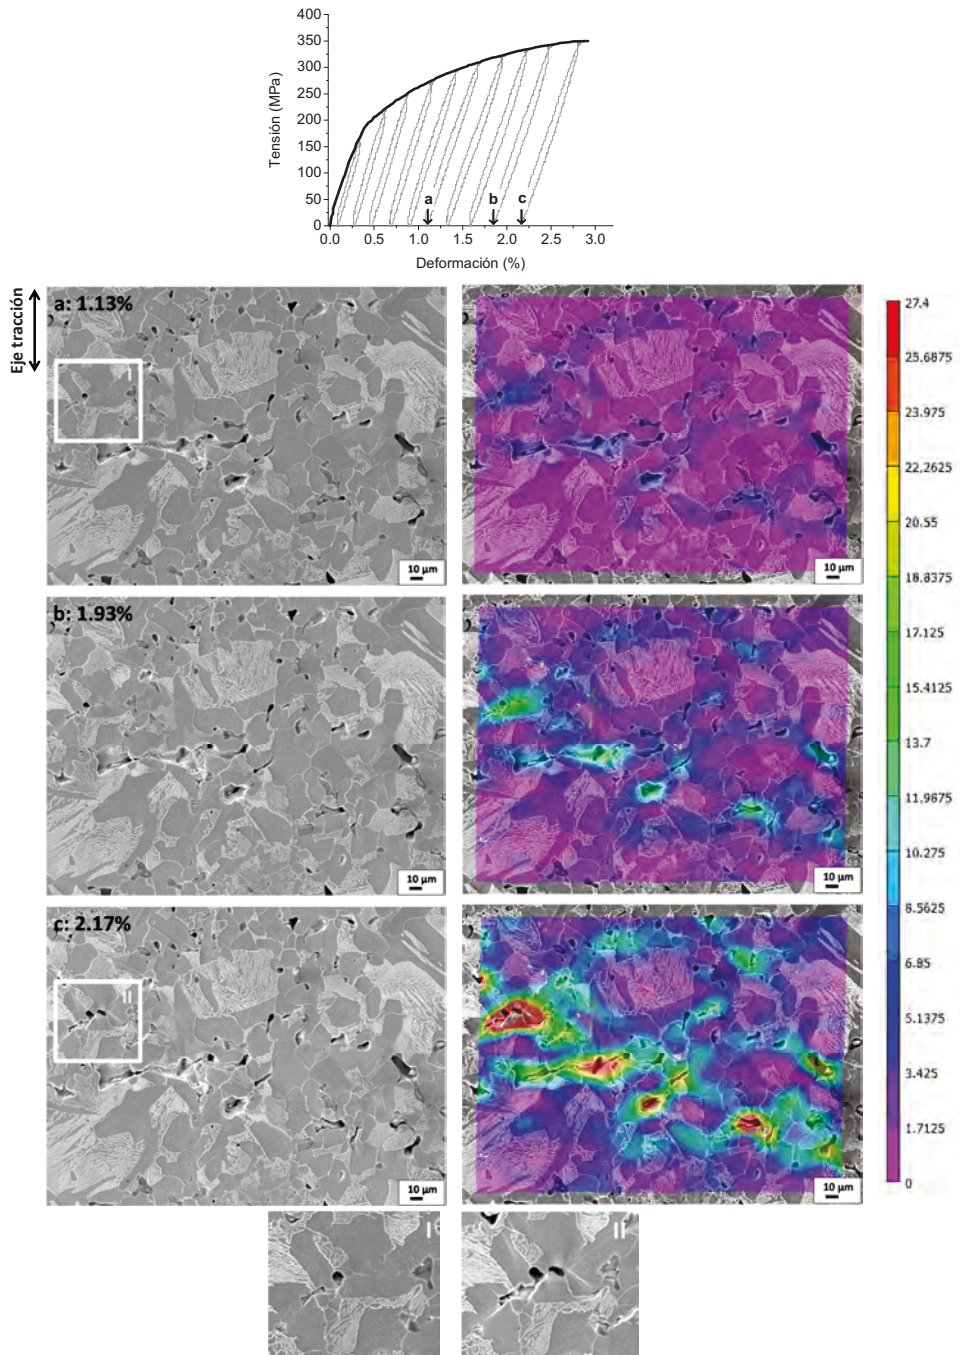 400
350
300
250
200
150
100
50
0
Tensión (MPa)
a
b
c
0.0 0.5 1.0 1.5 2.0 2.5 3.0
Deformación (%)
Eje tracción
a: 1.13%
I
10 µm
10 µm
b: 1.93%
10 µm
10 µm
c: 2.17%
II
10 µm
10 µm
27.4
25.6875
23.975
22.2625
20.55
18.8375
17.125
15.4125
13.7
11.9875
10.275
8.5625
6.85
5.1375
3.425
1.7125
0
I
II